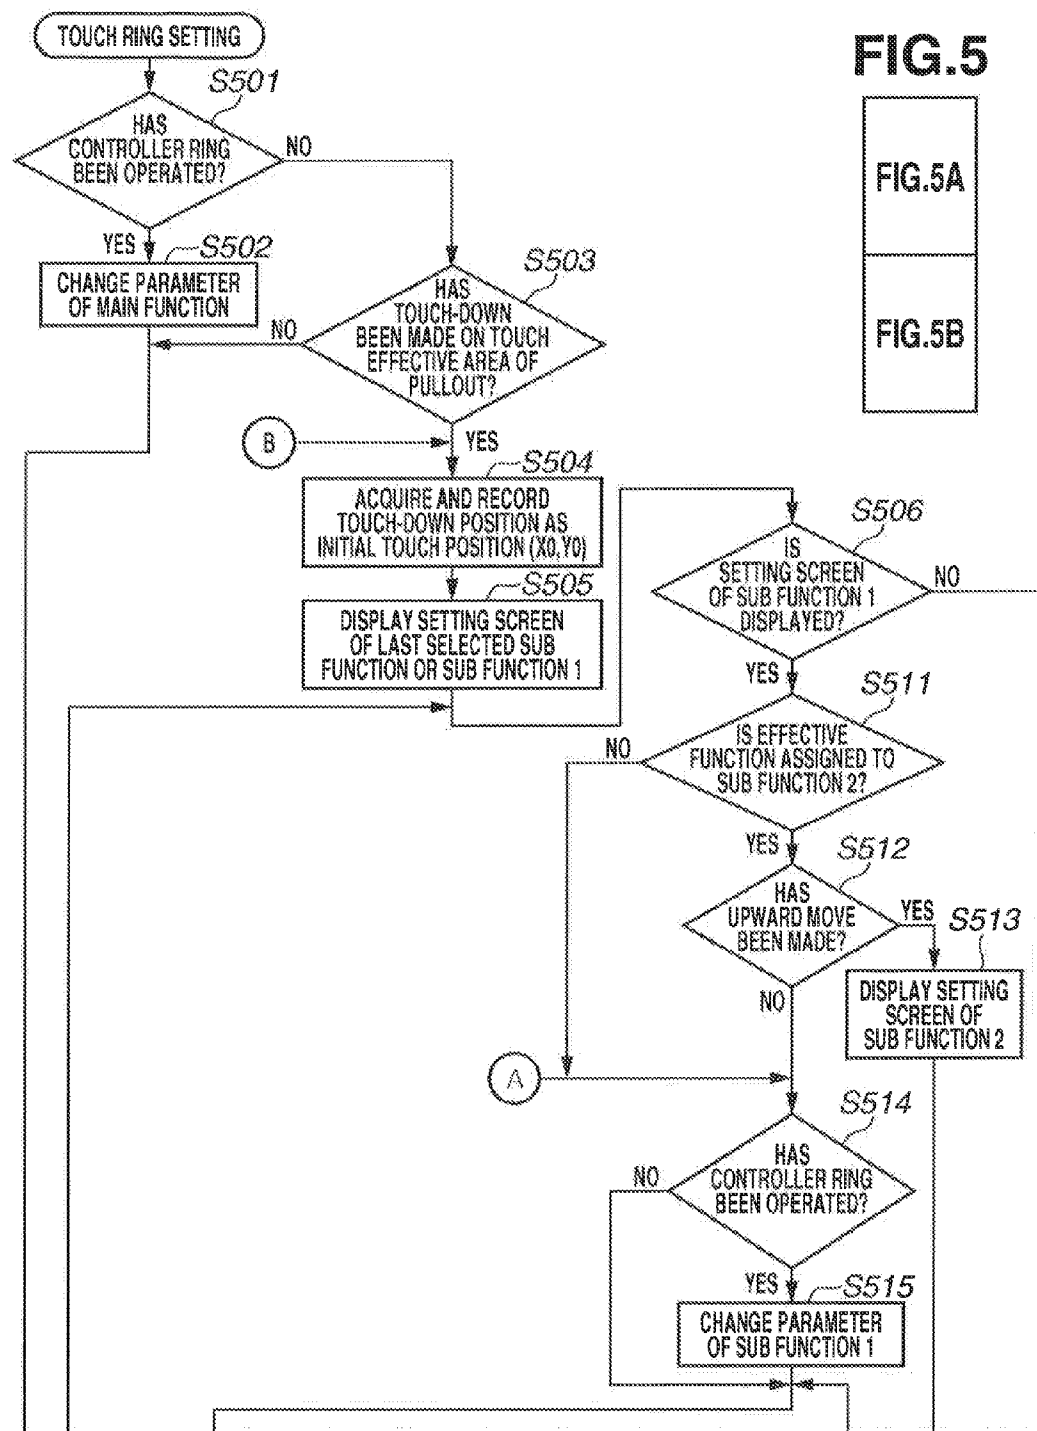 TOUCH RING SETTING
FIG.5
FIG.5A
FIG.5B
S501
HAS
CONTROLLER RING
BEEN OPERATED?
NO
YES
S502
CHANGE PARAMETER
OF MAIN FUNCTION
S503
HAS
TOUCH-DOWN
BEEN MADE ON TOUCH
EFFECTIVE AREA OF
PULLOUT?
NO
YES
B
S504
ACQUIRE AND RECORD
TOUCH-DOWN POSITION AS
INITIAL TOUCH POSITION (X0,Y0)
S505
DISPLAY SETTING SCREEN
OF LAST SELECTED SUB
FUNCTION OR SUB FUNCTION 1
S506
IS
SETTING SCREEN
OF SUB FUNCTION 1
DISPLAYED?
NO
YES
S511
IS EFFECTIVE
FUNCTION ASSIGNED TO
SUB FUNCTION 2?
NO
YES
S512
HAS
UPWARD MOVE
BEEN MADE?
YES
NO
S513
DISPLAY SETTING
SCREEN OF
SUB FUNCTION 2
A
S514
HAS
CONTROLLER RING
BEEN OPERATED?
NO
YES
S515
CHANGE PARAMETER
OF SUB FUNCTION 1